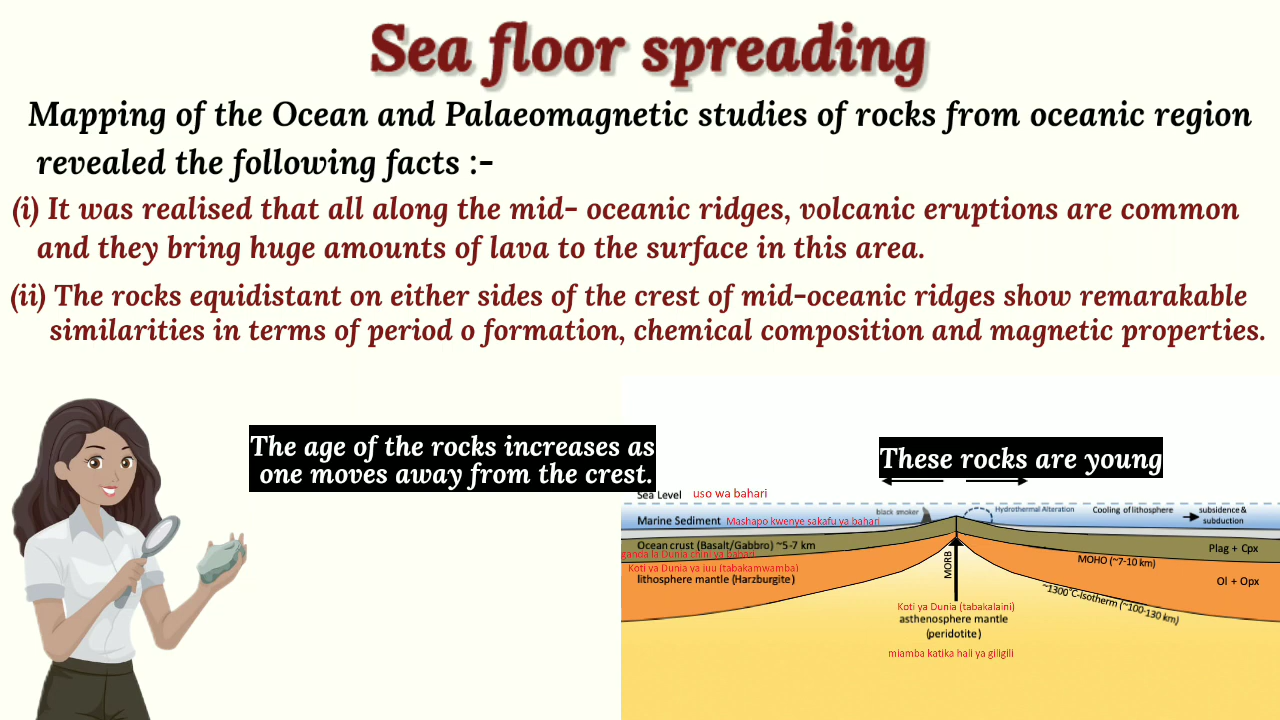 Sea floor spreading
Mapping of the Ocean and Palaeomagnetic studies of rocks from oceanic region
revealed the following facts :-
(i) It was realised that all along the mid- oceanic ridges, volcanic eruptions are common
and they bring huge amounts of lava to the surface in this area.
(ii) The rocks equidistant on either sides of the crest of mid-oceanic ridges show remarakable
similarities in terms of period o formation, chemical composition and magnetic properties.
The age of the rocks increases as
one moves away from the crest.
These rocks are young
Sea Level uso wa bahari
black smoker
Hydrothermal Alteration
Cooling of lithosphere
subsidence &
subduction
Marine Sediment Mashapo kwenye sakafu ya bahari
Ocean crust (Basalt/Gabbro) ~5-7 km
ganda la Dunia chini ya bahari
Koti ya Dunia ya juu (tabakamwamba)
lithosphere mantle (Harzburgite)
MORB
Plag + Cpx
MOHO (~7-10 km)
Ol + Opx
~1300°C-Isotherm (~100-130 km)
Koti ya Dunia (tabakalaini)
asthenosphere mantle
(peridotite)
miamba katika hali ya giligili